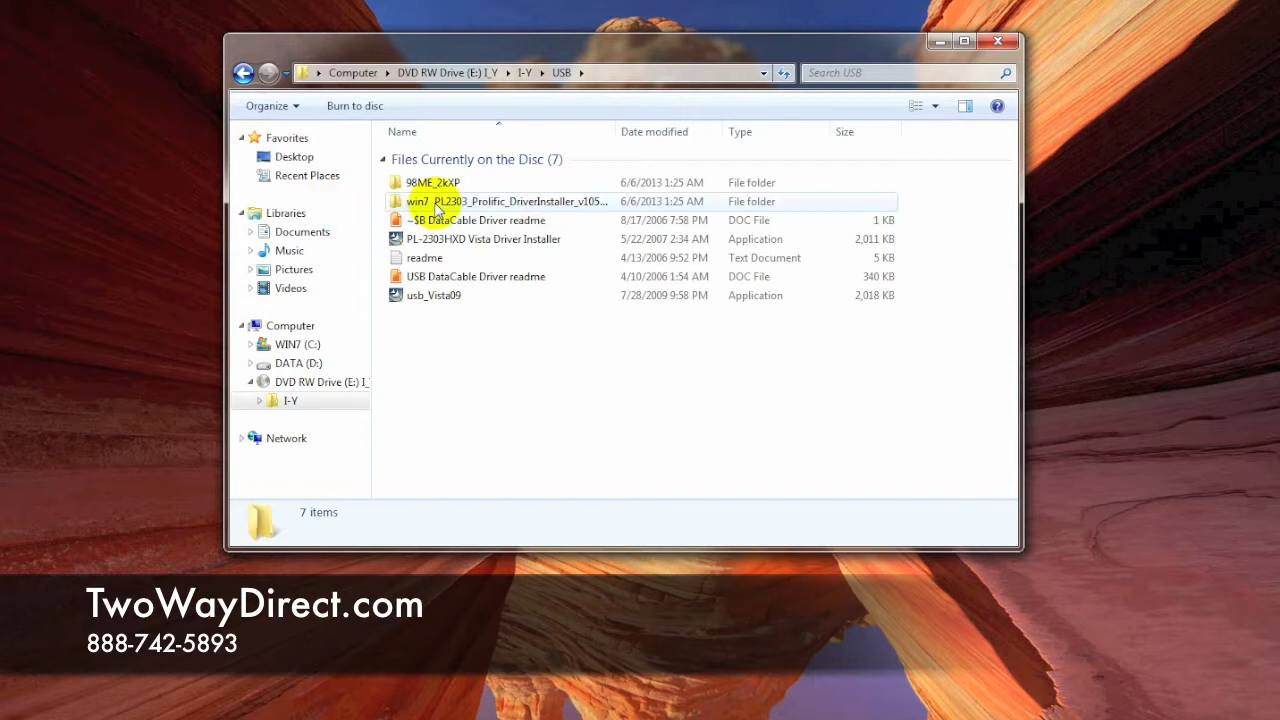 Computer DVD RW Drive (E:) I_Y I-Y USB
Search USB
Organize Burn to disc
Name Date modified Type Size
Favorites
Desktop
Recent Places
Libraries
Documents
Music
Pictures
Videos
Computer
WIN7 (C:)
DATA (D:)
DVD RW Drive (E:) I_
I-Y
Network
Files Currently on the Disc (7)
98ME_2kXP 6/6/2013 1:25 AM File folder
win7_PL2303_Prolific_DriverInstaller_v105... 6/6/2013 1:25 AM File folder
~$B DataCable Driver readme 8/17/2006 7:58 PM DOC File 1 KB
PL-2303HXD Vista Driver Installer 5/22/2007 2:34 AM Application 2,011 KB
readme 4/13/2006 9:52 PM Text Document 5 KB
USB DataCable Driver readme 4/10/2006 1:54 AM DOC File 340 KB
usb_Vista09 7/28/2009 9:58 PM Application 2,018 KB
7 items
TwoWayDirect.com
888-742-5893